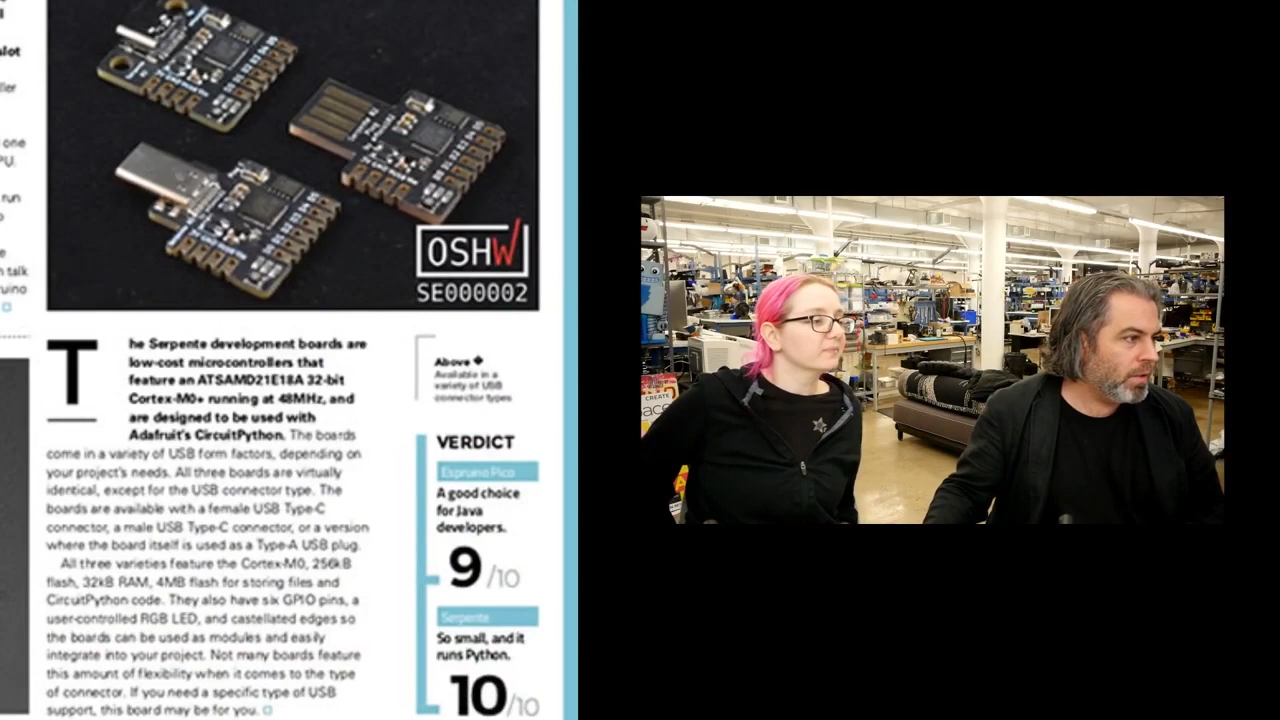 slot
ller
one
PU.
run
talk
uino
OSHW
SE000002
The Serpente development boards are
low-cost microcontrollers that
feature an ATSAMD21E18A 32-bit
Cortex-M0+ running at 48MHz, and
are designed to be used with
Adafruit's CircuitPython. The boards
come in a variety of USB form factors, depending on
your project's needs. All three boards are virtually
identical, except for the USB connector type. The
boards are available with a female USB Type-C
connector, a male USB Type-C connector, or a version
where the board itself is used as a Type-A USB plug.
All three varieties feature the Cortex-M0, 256kB
flash, 32kB RAM, 4MB flash for storing files and
CircuitPython code. They also have six GPIO pins, a
user-controlled RGB LED, and castellated edges so
the boards can be used as modules and easily
integrate into your project. Not many boards feature
this amount of flexibility when it comes to the type
of connector. If you need a specific type of USB
support, this board may be for you.
Above
Available in a
variety of USB
connector types
VERDICT
Espruino Pico
A good choice
for Java
developers.
9/10
Serpente
So small, and it
runs Python.
10/10
CREATE